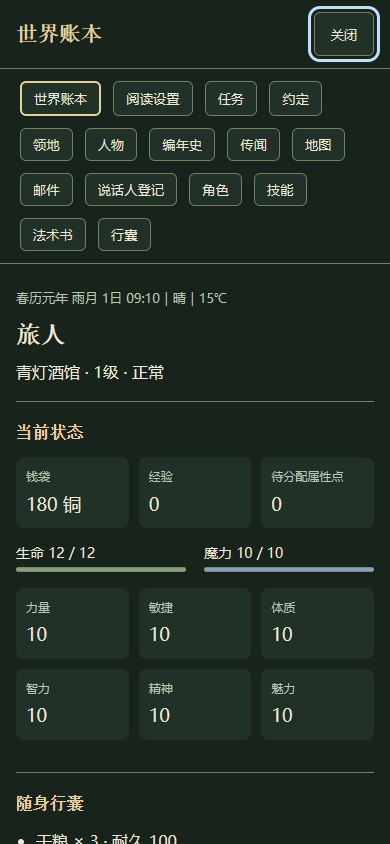 世界账本
关闭
世界账本 阅读设置 任务 约定
领地 人物 编年史 传闻 地图
邮件 说话人登记 角色 技能
法术书 行囊
春历元年 雨月 1日 09:10 | 晴 | 15℃
旅人
青灯酒馆 · 1级 · 正常
当前状态
钱袋 经验 待分配属性点
180 铜 0 0
生命 12 / 12 魔力 10 / 10
力量 敏捷 体质
10 10 10
智力 精神 魅力
10 10 10
随身行囊
干粮 × 3 · 耐久 100